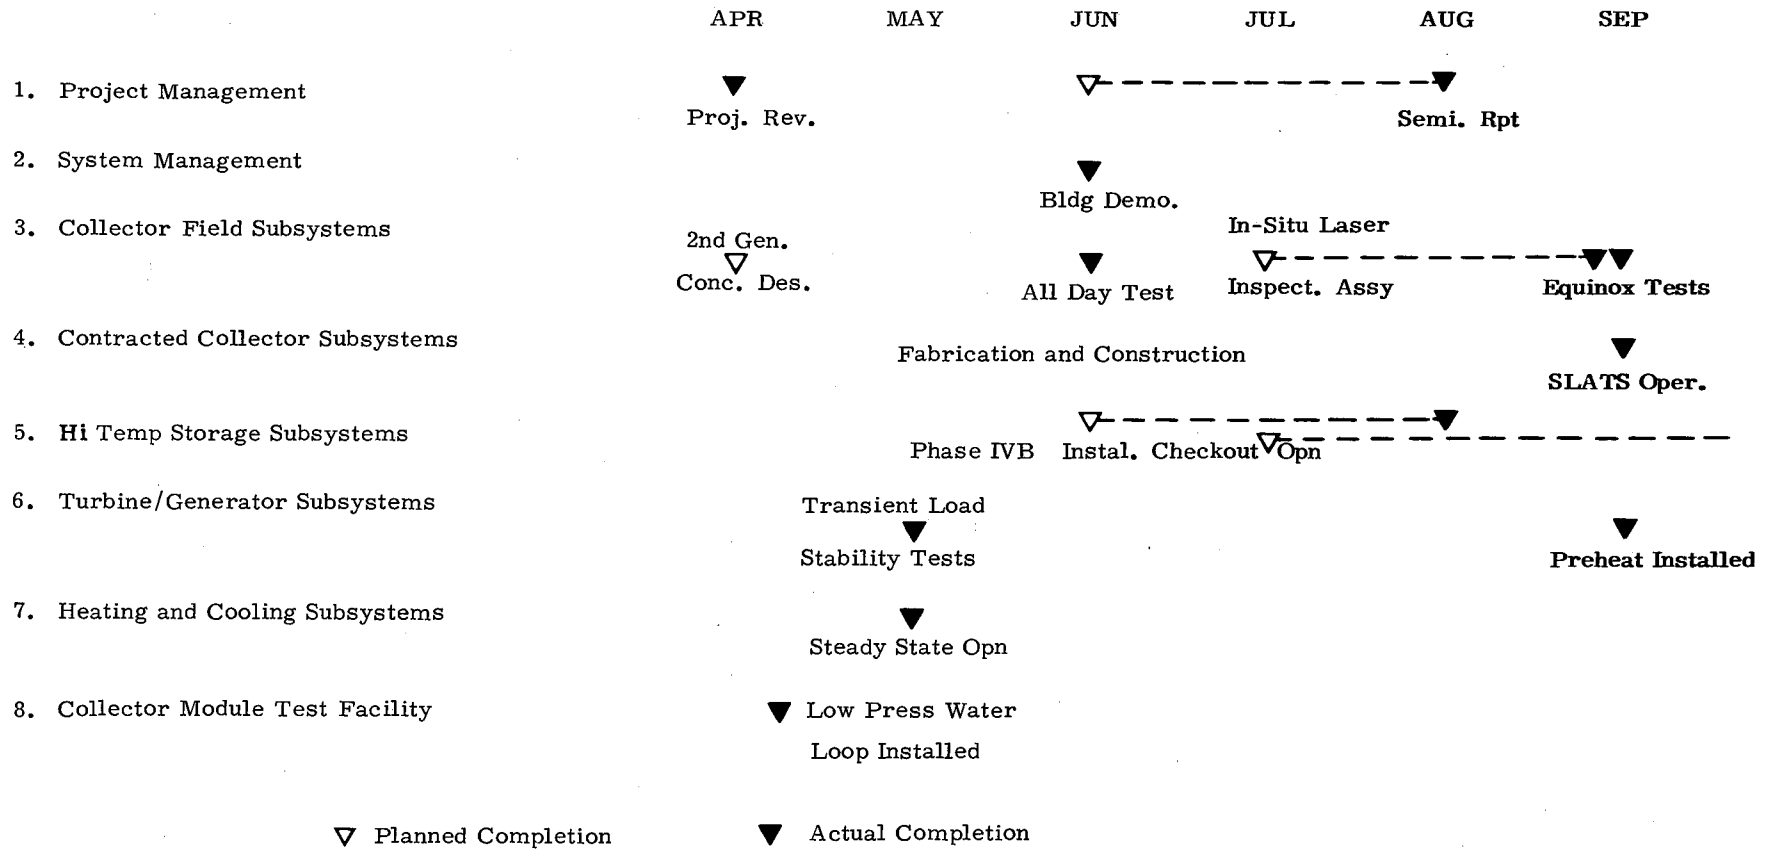 APR MAY JUN JUL AUG SEP
1. Project Management
Proj. Rev.
Semi. Rpt
2. System Management
Bldg Demo.
3. Collector Field Subsystems
2nd Gen.
Conc. Des.
All Day Test
In-Situ Laser
Inspect. Assy
Equinox Tests
4. Contracted Collector Subsystems
Fabrication and Construction
SLATS Oper.
5. Hi Temp Storage Subsystems
Phase IVB Instal. Checkout Opn
6. Turbine/Generator Subsystems
Transient Load
Stability Tests
Preheat Installed
7. Heating and Cooling Subsystems
Steady State Opn
8. Collector Module Test Facility
Low Press Water
Loop Installed
Planned Completion
Actual Completion